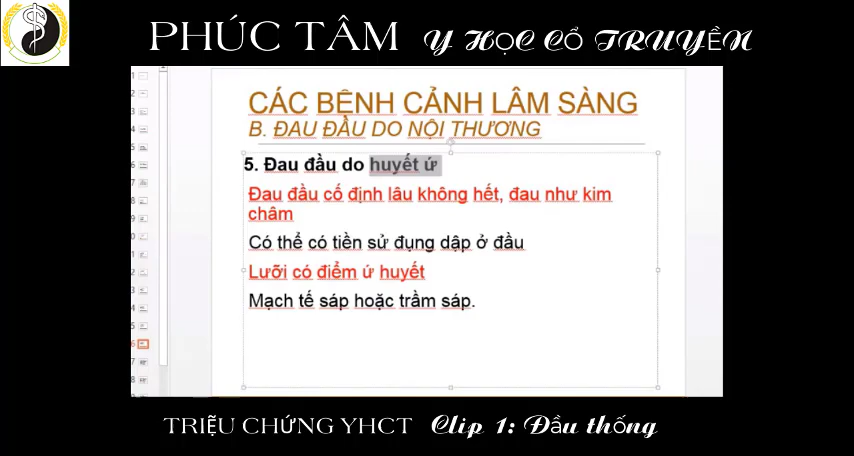 PHÚC TÂM Y HỌC CỔ TRUYỀN
CÁC BỆNH CẢNH LÂM SÀNG
B. ĐAU ĐẦU DO NỘI THƯƠNG
5. Đau đầu do huyết ứ
Đau đầu cố định lâu không hết, đau như kim
châm
Có thể có tiền sử đụng dập ở đầu
Lưỡi có điểm ứ huyết
Mạch tế sáp hoặc trầm sáp.
TRIỆU CHỨNG YHCT Clip 1: Đầu thống